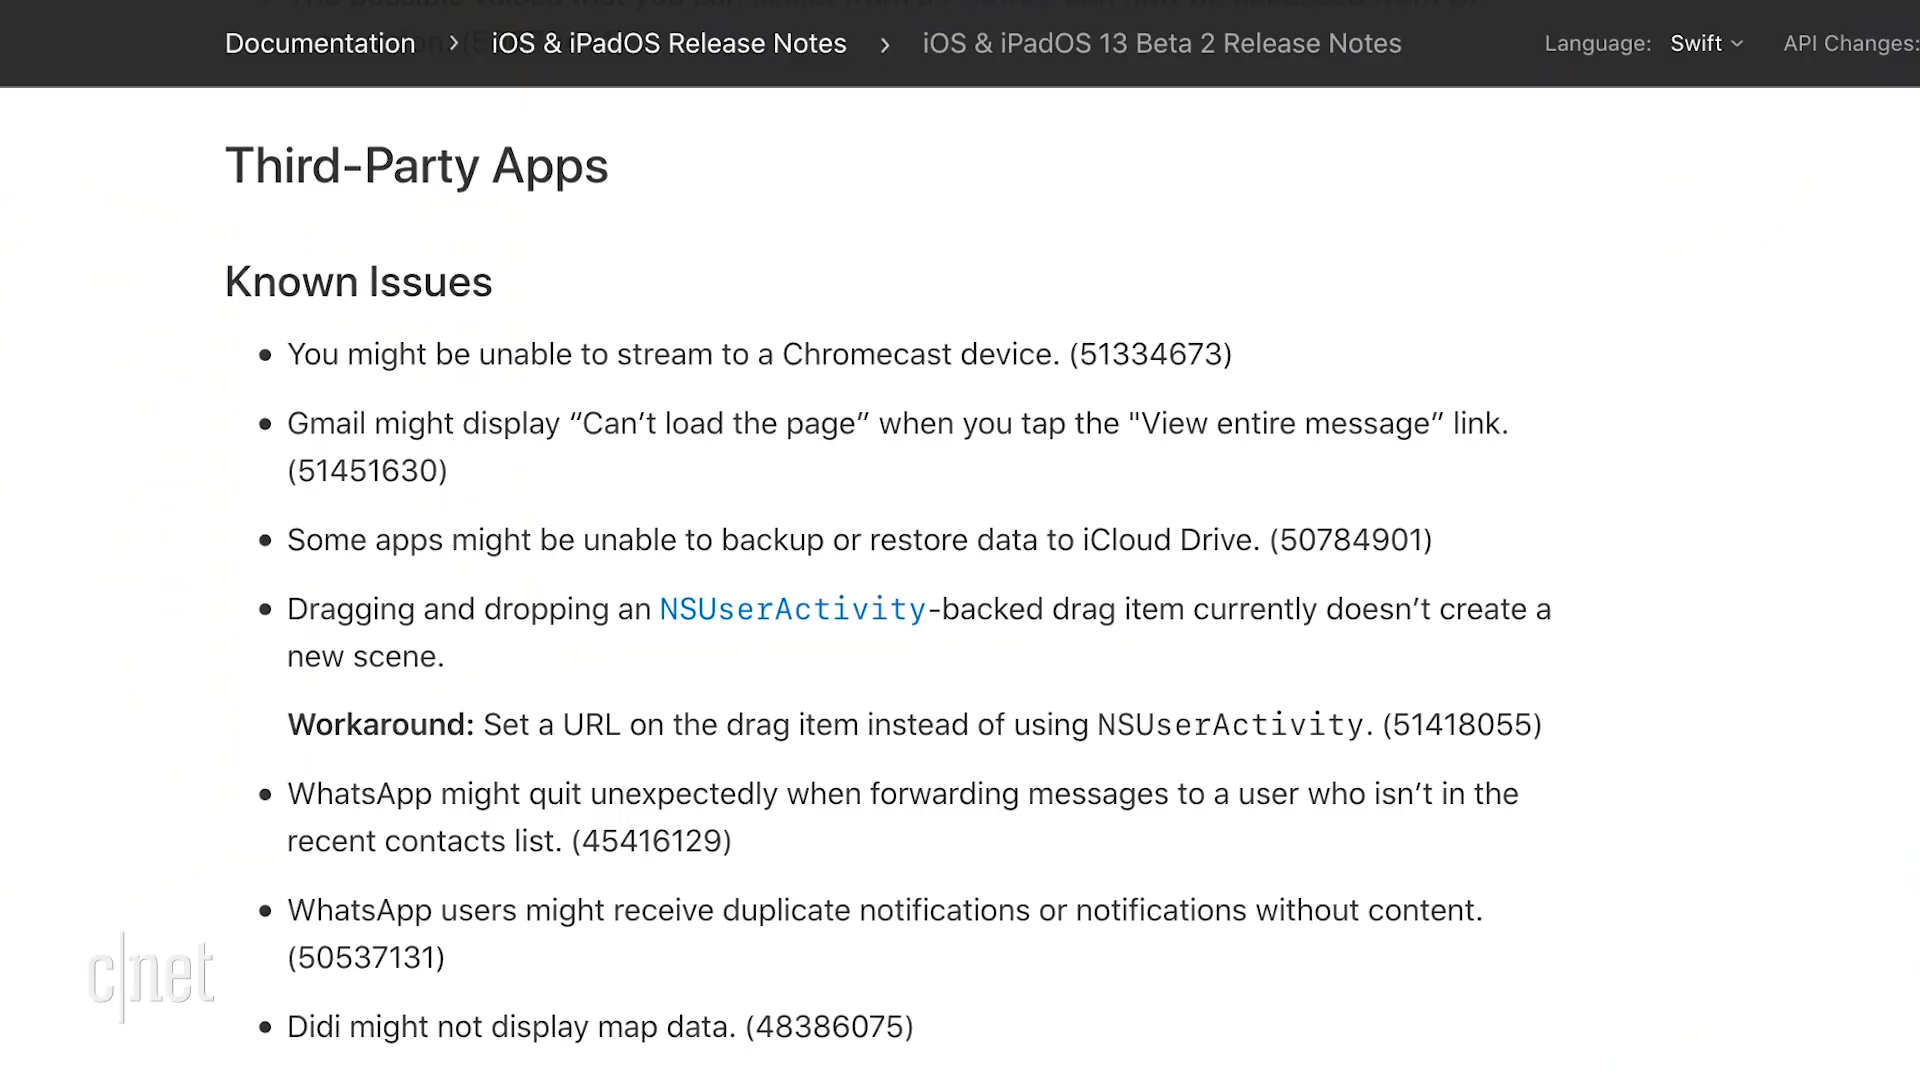 Documentation › iOS & iPadOS Release Notes › iOS & iPadOS 13 Beta 2 Release Notes Language: Swift API Changes:
Third-Party Apps
Known Issues
• You might be unable to stream to a Chromecast device. (51334673)
• Gmail might display “Can’t load the page” when you tap the "View entire message” link.
(51451630)
• Some apps might be unable to backup or restore data to iCloud Drive. (50784901)
• Dragging and dropping an NSUserActivity-backed drag item currently doesn’t create a
new scene.
Workaround: Set a URL on the drag item instead of using NSUserActivity. (51418055)
• WhatsApp might quit unexpectedly when forwarding messages to a user who isn’t in the
recent contacts list. (45416129)
• WhatsApp users might receive duplicate notifications or notifications without content.
(50537131)
c|net
• Didi might not display map data. (48386075)